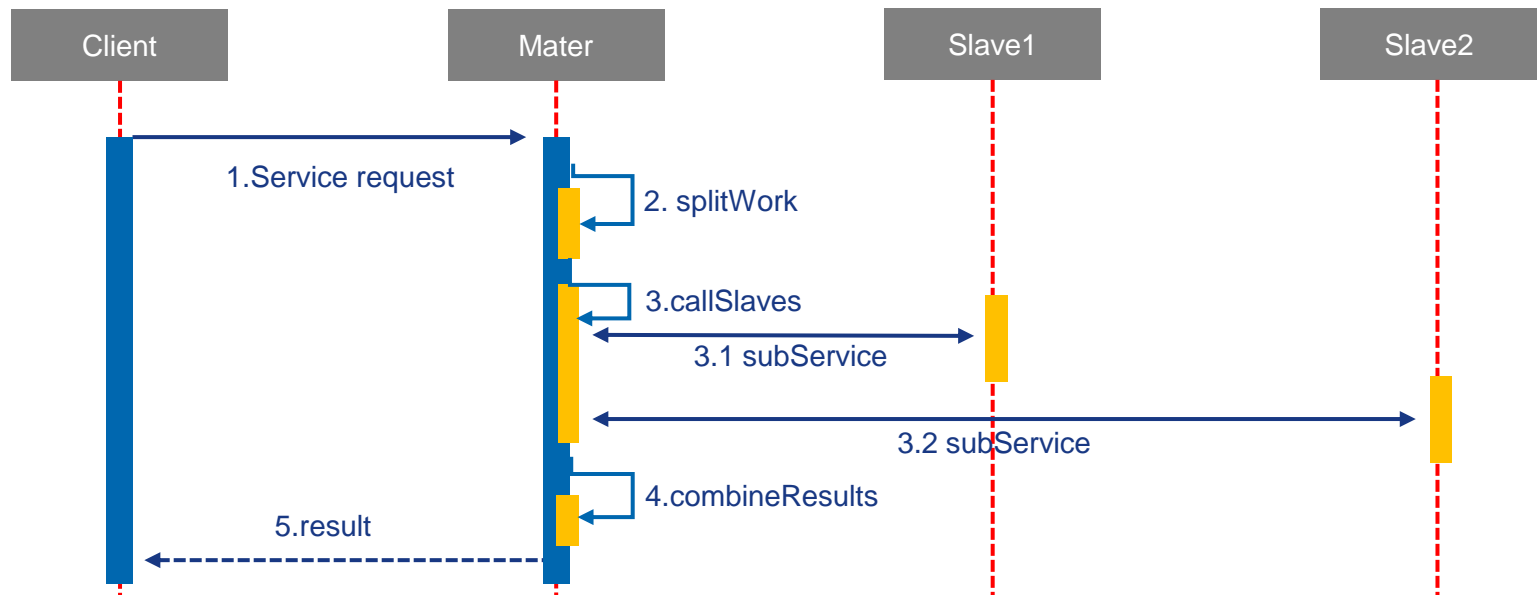 Client
Mater
Slave1
Slave2
1.Service request
2. splitWork
3.callSlaves
3.1 subService
3.2 subService
4.combineResults
5.result